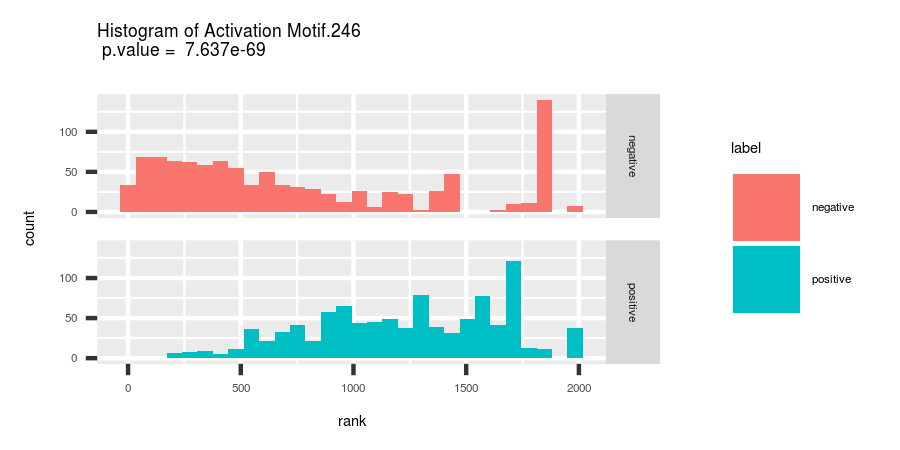 Histogram of Activation Motif.246
p.value = 7.637e-69
100
50
0
negative
100
50
0
positive
0
500
1000
1500
2000
rank
count
label
negative
positive